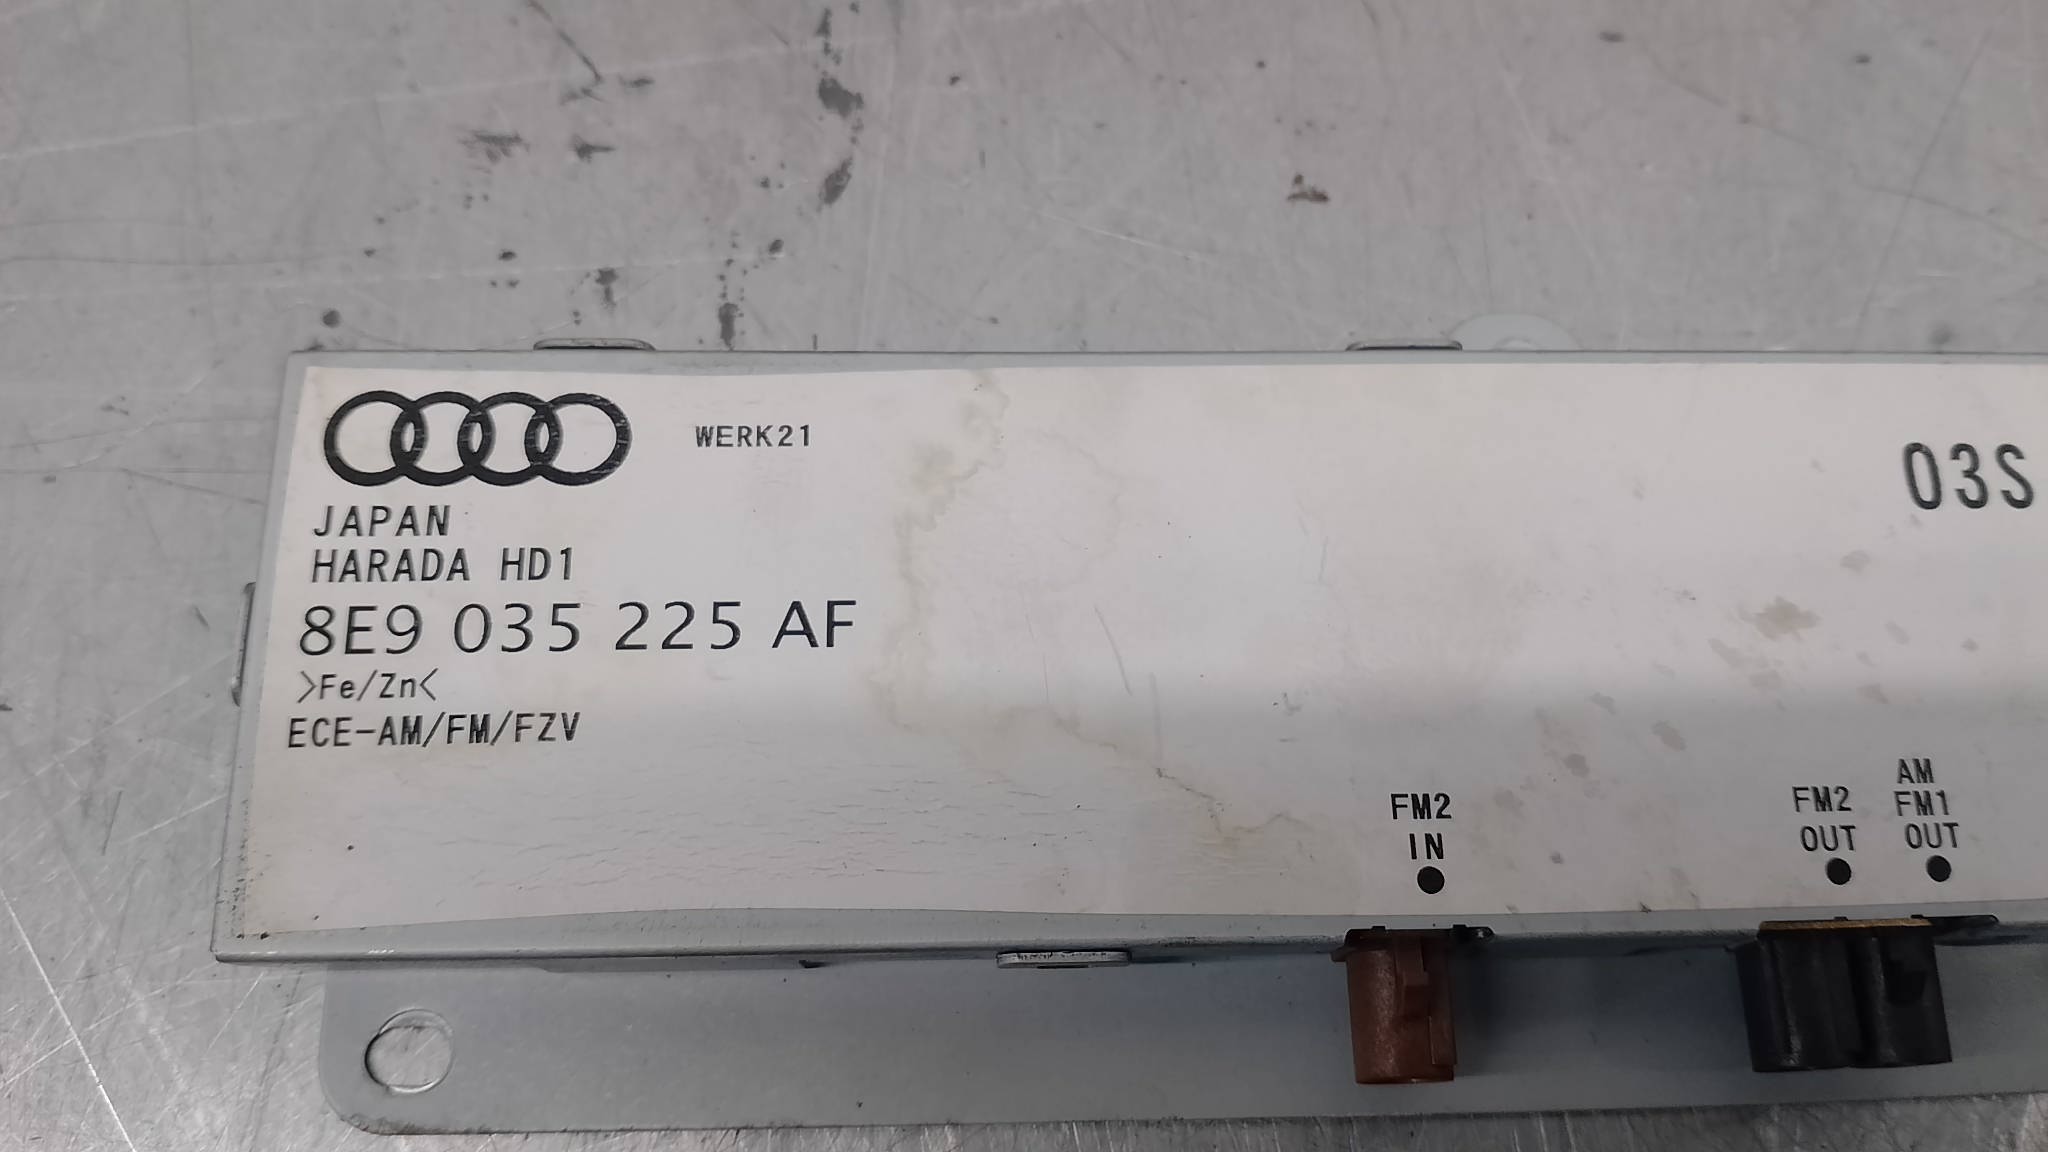 WERK21
03S
JAPAN
HARADA HD1
8E9 035 225 AF
>Fe/Zn<
ECE-AM/FM/FZV
FM2
IN
FM2
OUT
AM
FM1
OUT